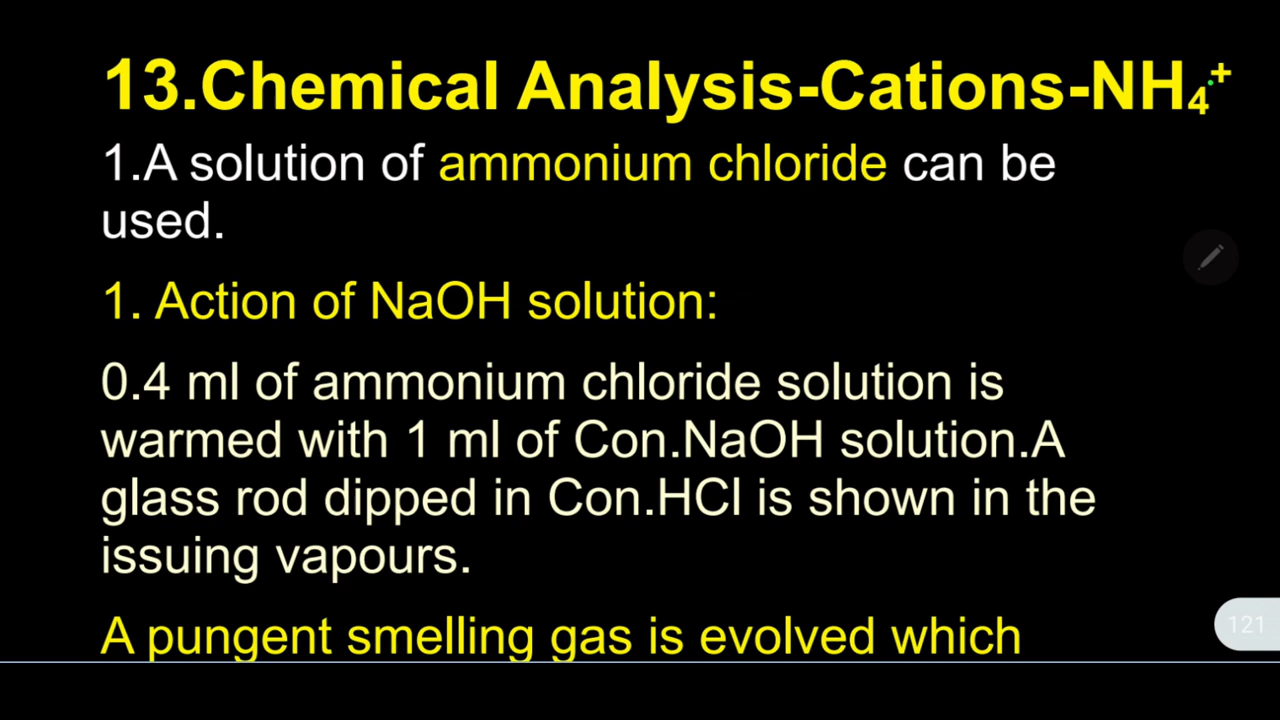 13.Chemical Analysis-Cations-NH₄⁺
1.A solution of ammonium chloride can be
used.
1. Action of NaOH solution:
0.4 ml of ammonium chloride solution is
warmed with 1 ml of Con.NaOH solution.A
glass rod dipped in Con.HCl is shown in the
issuing vapours.
A pungent smelling gas is evolved which
121